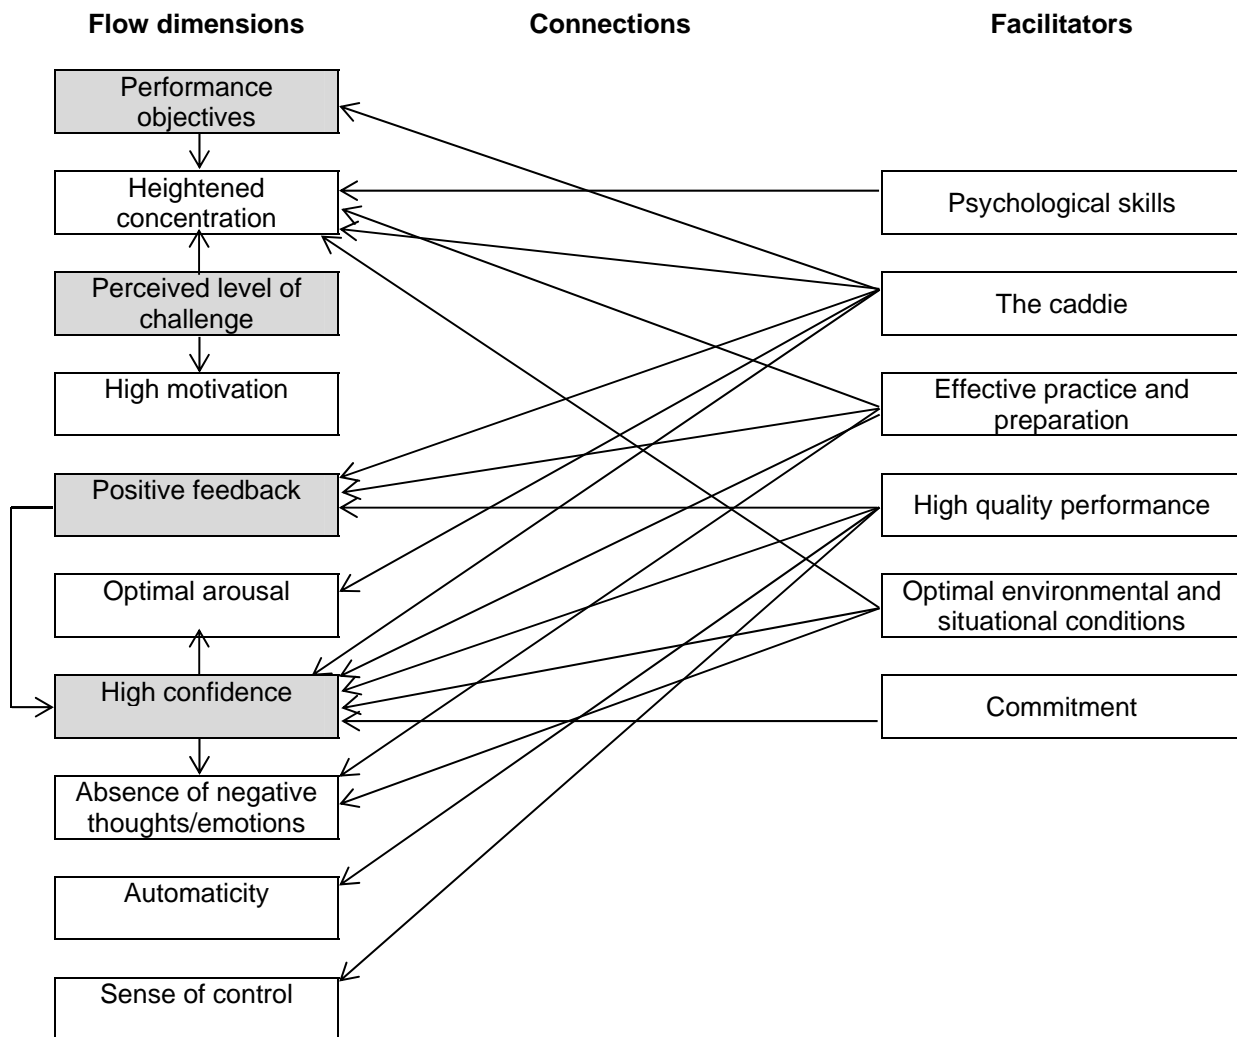 Flow dimensions
Connections
Facilitators
Performance
objectives
Heightened
concentration
Perceived level of
challenge
High motivation
Positive feedback
Optimal arousal
High confidence
Absence of negative
thoughts/emotions
Automaticity
Sense of control
Psychological skills
The caddie
Effective practice and
preparation
High quality performance
Optimal environmental and
situational conditions
Commitment